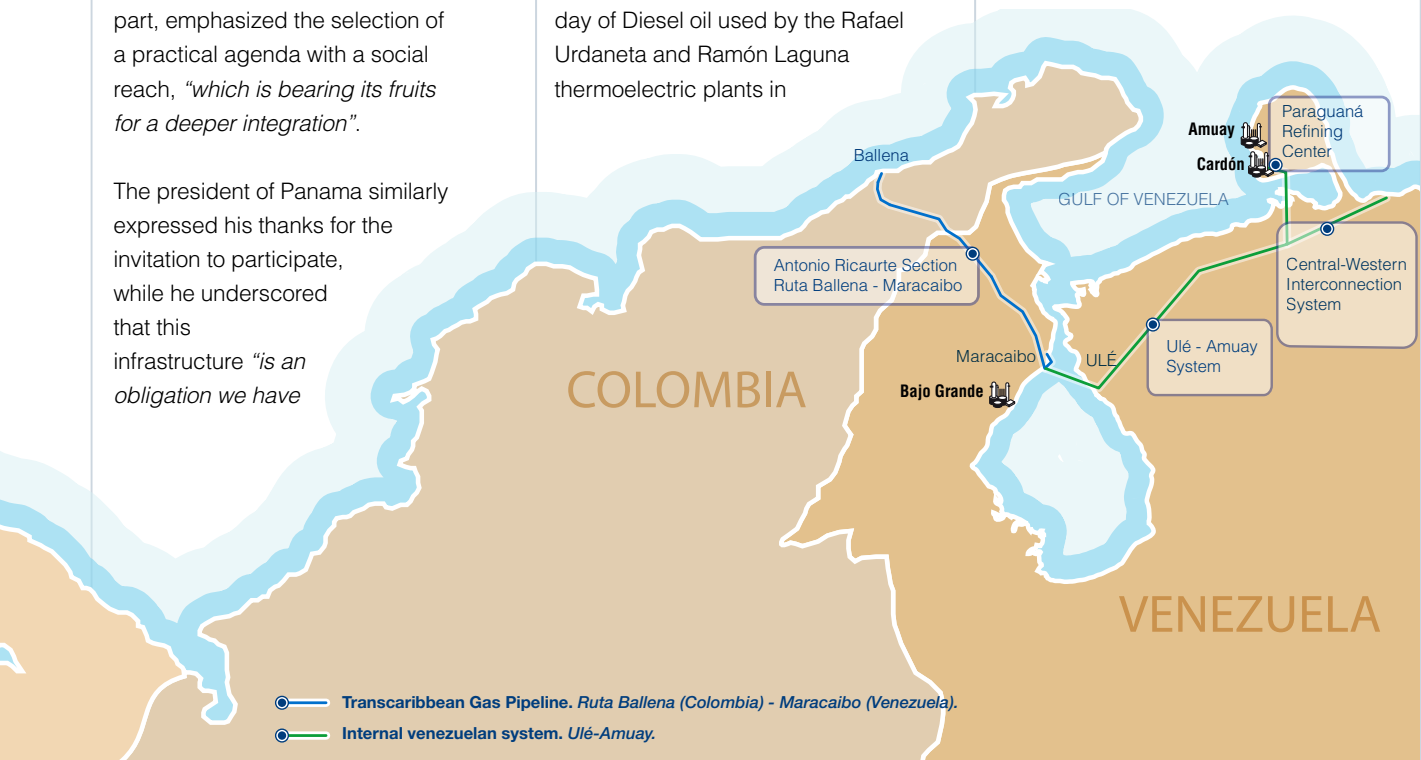 part, emphasized the selection of
a practical agenda with a social
reach, “which is bearing its fruits
for a deeper integration”.
The president of Panama similarly
expressed his thanks for the
invitation to participate,
while he underscored
that this
infrastructure “is an
obligation we have
day of Diesel oil used by the Rafael
Urdaneta and Ramón Laguna
thermoelectric plants in
Ballena
Amuay
Cardón
Paraguaná
Refining
Center
GULF OF VENEZUELA
Antonio Ricaurte Section
Ruta Ballena - Maracaibo
Central-Western
Interconnection
System
Maracaibo
ULÉ
Ulé - Amuay
System
Bajo Grande
COLOMBIA
VENEZUELA
Transcaribbean Gas Pipeline. Ruta Ballena (Colombia) - Maracaibo (Venezuela).
Internal venezuelan system. Ulé-Amuay.